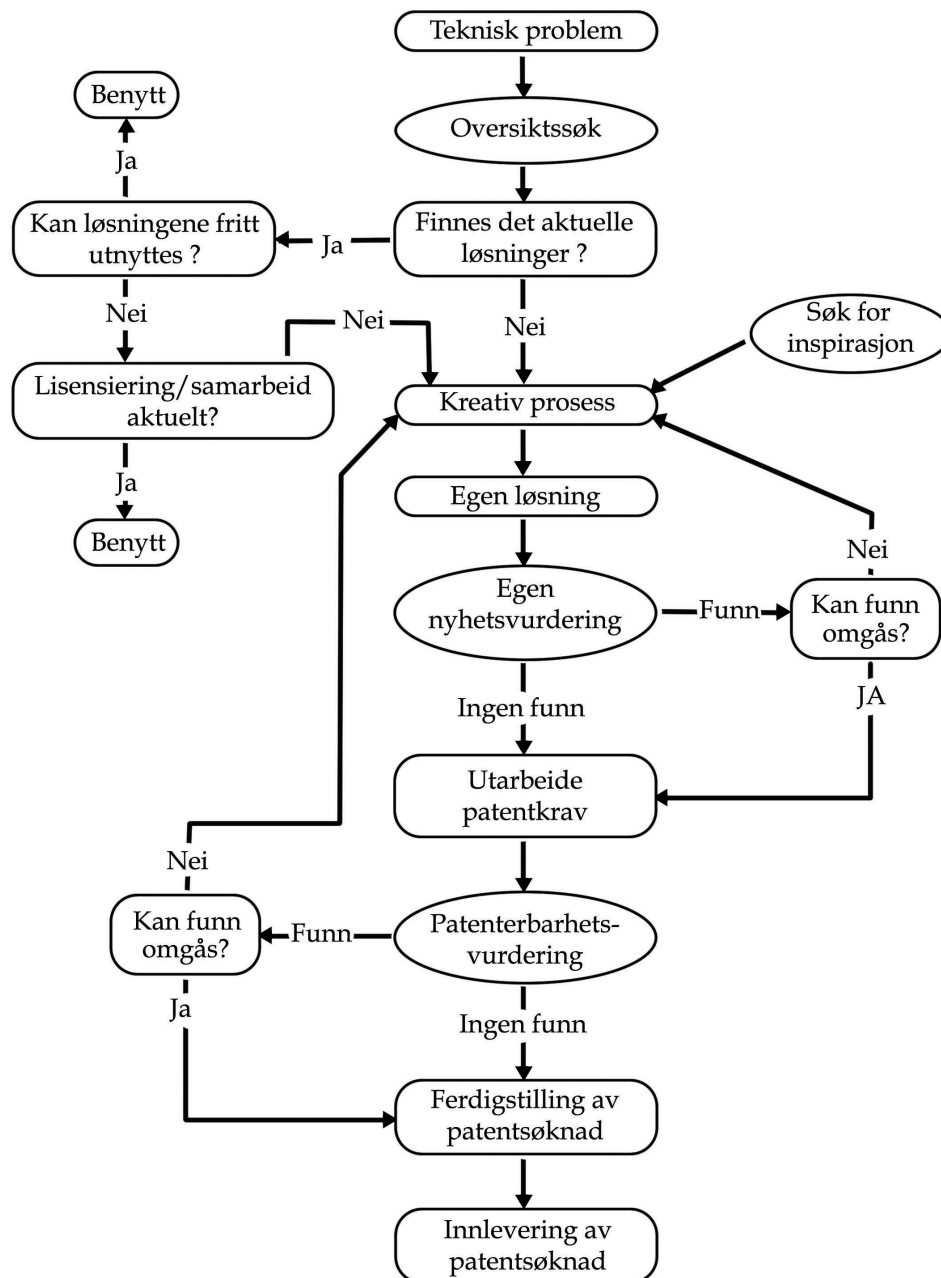 Teknisk problem
Benytt
Oversiktssøk
Ja
Kan løsningene fritt
utnyttes ?
Ja
Finnes det aktuelle
løsninger ?
Nei
Nei
Nei
Søk for
inspirasjon
Lisensiering/samarbeid
aktuelt?
Kreativ prosess
Ja
Egen løsning
Benytt
Nei
Egen
nyhetsvurdering
Funn
Kan funn
omgås?
Ingen funn
JA
Utarbeide
patentkrav
Nei
Kan funn
omgås?
Funn
Patenterbarhets-
vurdering
Ja
Ingen funn
Ferdigstilling av
patentsøknad
Innlevering av
patentsøknad